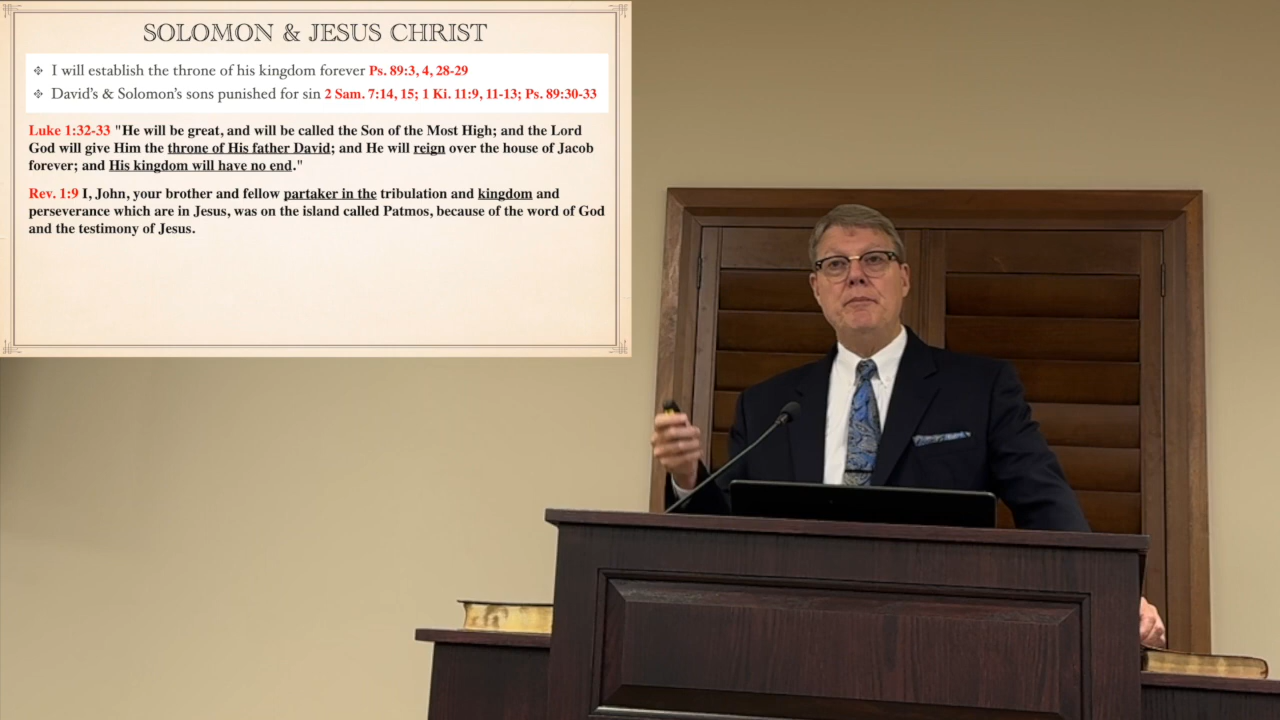 SOLOMON & JESUS CHRIST
❖ I will establish the throne of his kingdom forever Ps. 89:3, 4, 28-29
❖ David’s & Solomon’s sons punished for sin 2 Sam. 7:14, 15; 1 Ki. 11:9, 11-13; Ps. 89:30-33
Luke 1:32-33 "He will be great, and will be called the Son of the Most High; and the Lord
God will give Him the throne of His father David; and He will reign over the house of Jacob
forever; and His kingdom will have no end."
Rev. 1:9 I, John, your brother and fellow partaker in the tribulation and kingdom and
perseverance which are in Jesus, was on the island called Patmos, because of the word of God
and the testimony of Jesus.